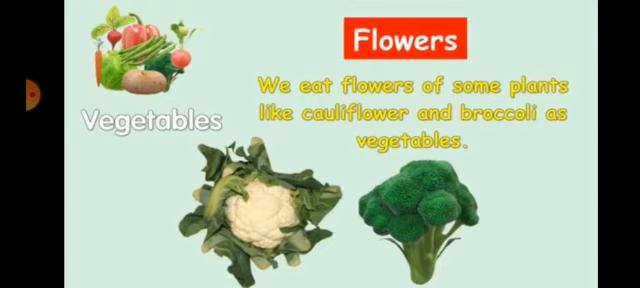 Flowers
We eat flowers of some plants
like cauliflower and broccoli as
vegetables.
Vegetables